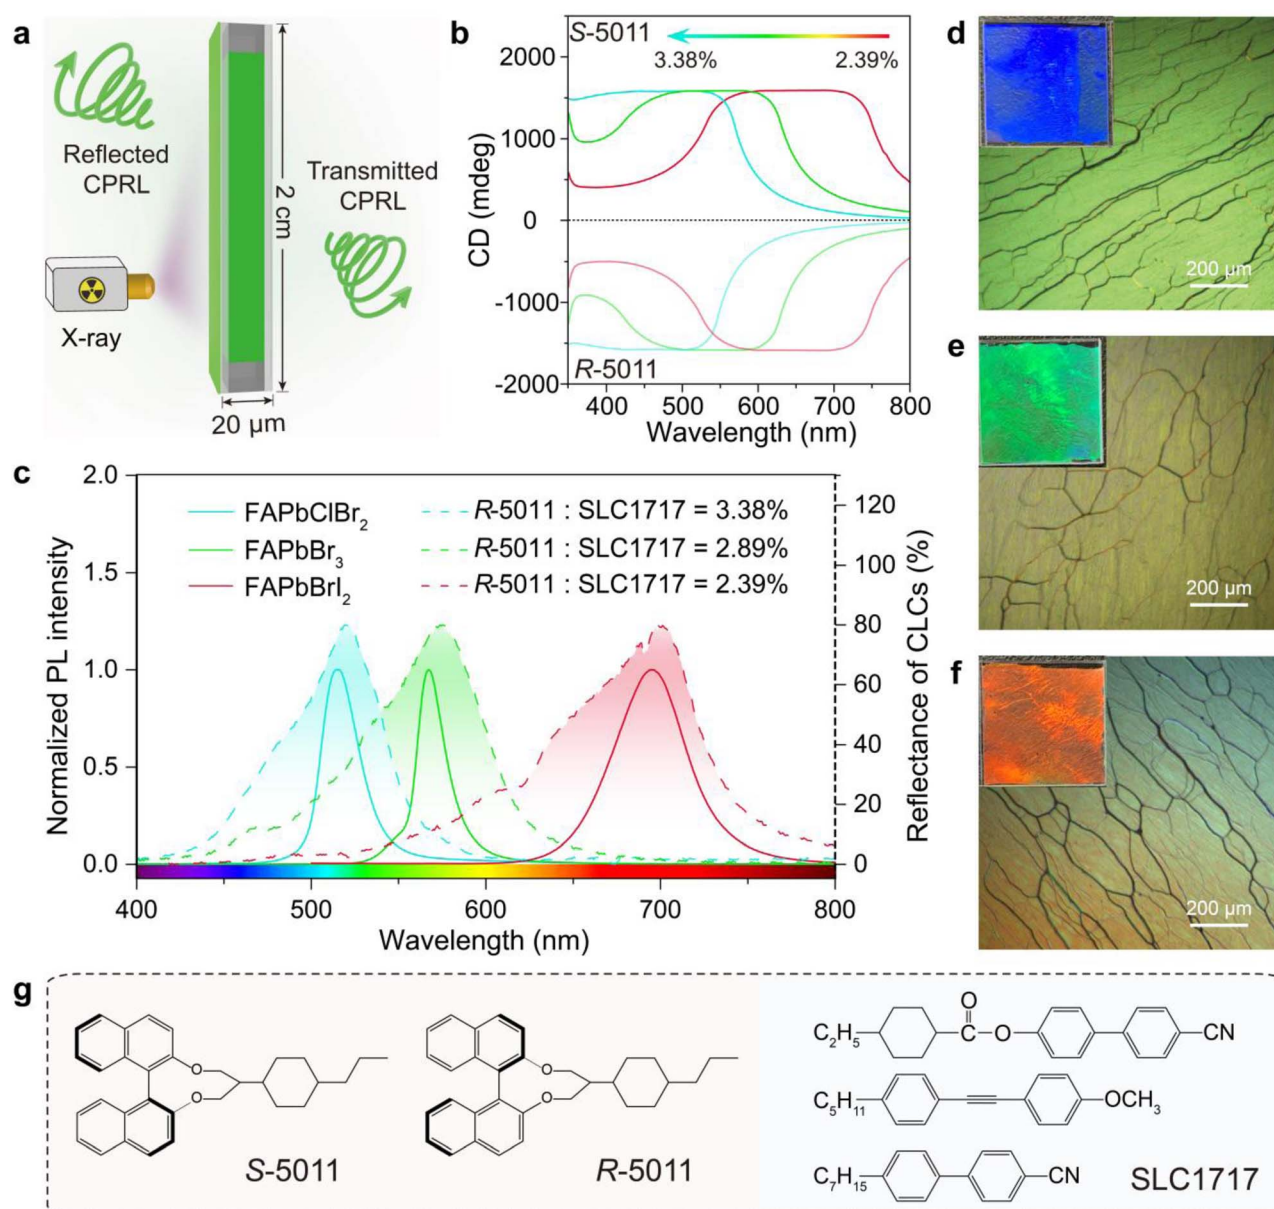 a
Reflected
CPRL
Transmitted
CPRL
X-ray
2 cm
20 µm
b
S-5011
3.38%
2.39%
CD (mdeg)
2000
1000
0
-1000
-2000
R-5011
400 500 600 700 800
Wavelength (nm)
c
Normalized PL intensity
2.0
1.5
1.0
0.5
0.0
FAPbClBr₂
FAPbBr₃
FAPbBrI₂
R-5011 : SLC1717 = 3.38%
R-5011 : SLC1717 = 2.89%
R-5011 : SLC1717 = 2.39%
120
100
80
60
40
20
0
Reflectance of CLCs (%)
400 500 600 700 800
Wavelength (nm)
d
200 µm
e
200 µm
f
200 µm
g
O
O
S-5011
O
O
R-5011
O
C₂H₅ C O CN
C₅H₁₁ OCH₃
C₇H₁₅ CN
SLC1717